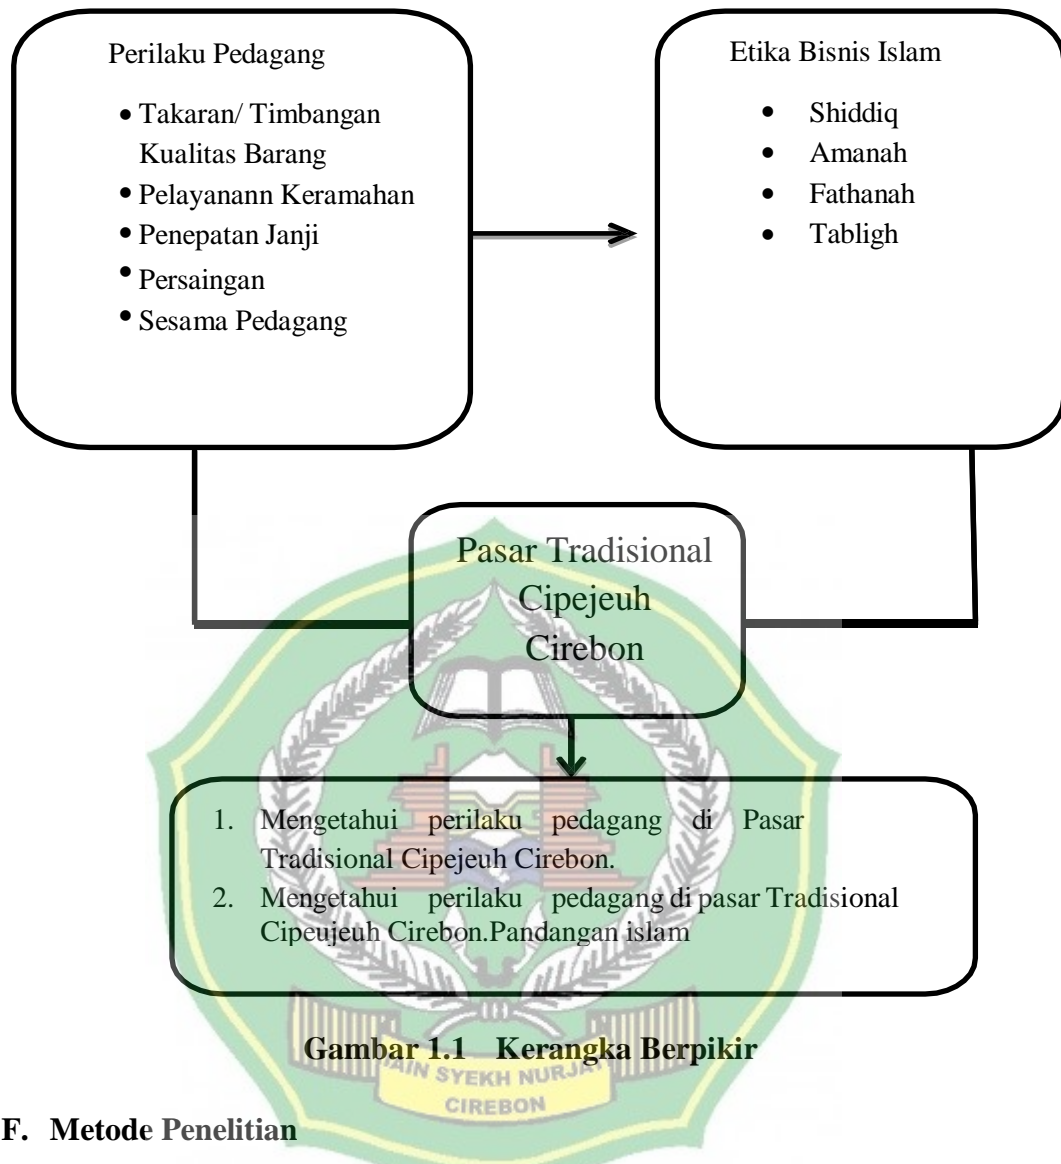 Perilaku Pedagang
• Takaran/ Timbangan
Kualitas Barang
• Pelayanann Keramahan
• Penepatan Janji
• Persaingan
• Sesama Pedagang
Etika Bisnis Islam
• Shiddiq
• Amanah
• Fathanah
• Tabligh
Pasar Tradisional
Cipejeuh
Cirebon
1. Mengetahui perilaku pedagang di Pasar
Tradisional Cipejeuh Cirebon.
2. Mengetahui perilaku pedagang di pasar Tradisional
Cipeujeuh Cirebon.Pandangan islam
Gambar 1.1 Kerangka Berpikir
IAIN SYEKH NURJATI
CIREBON
F. Metode Penelitian